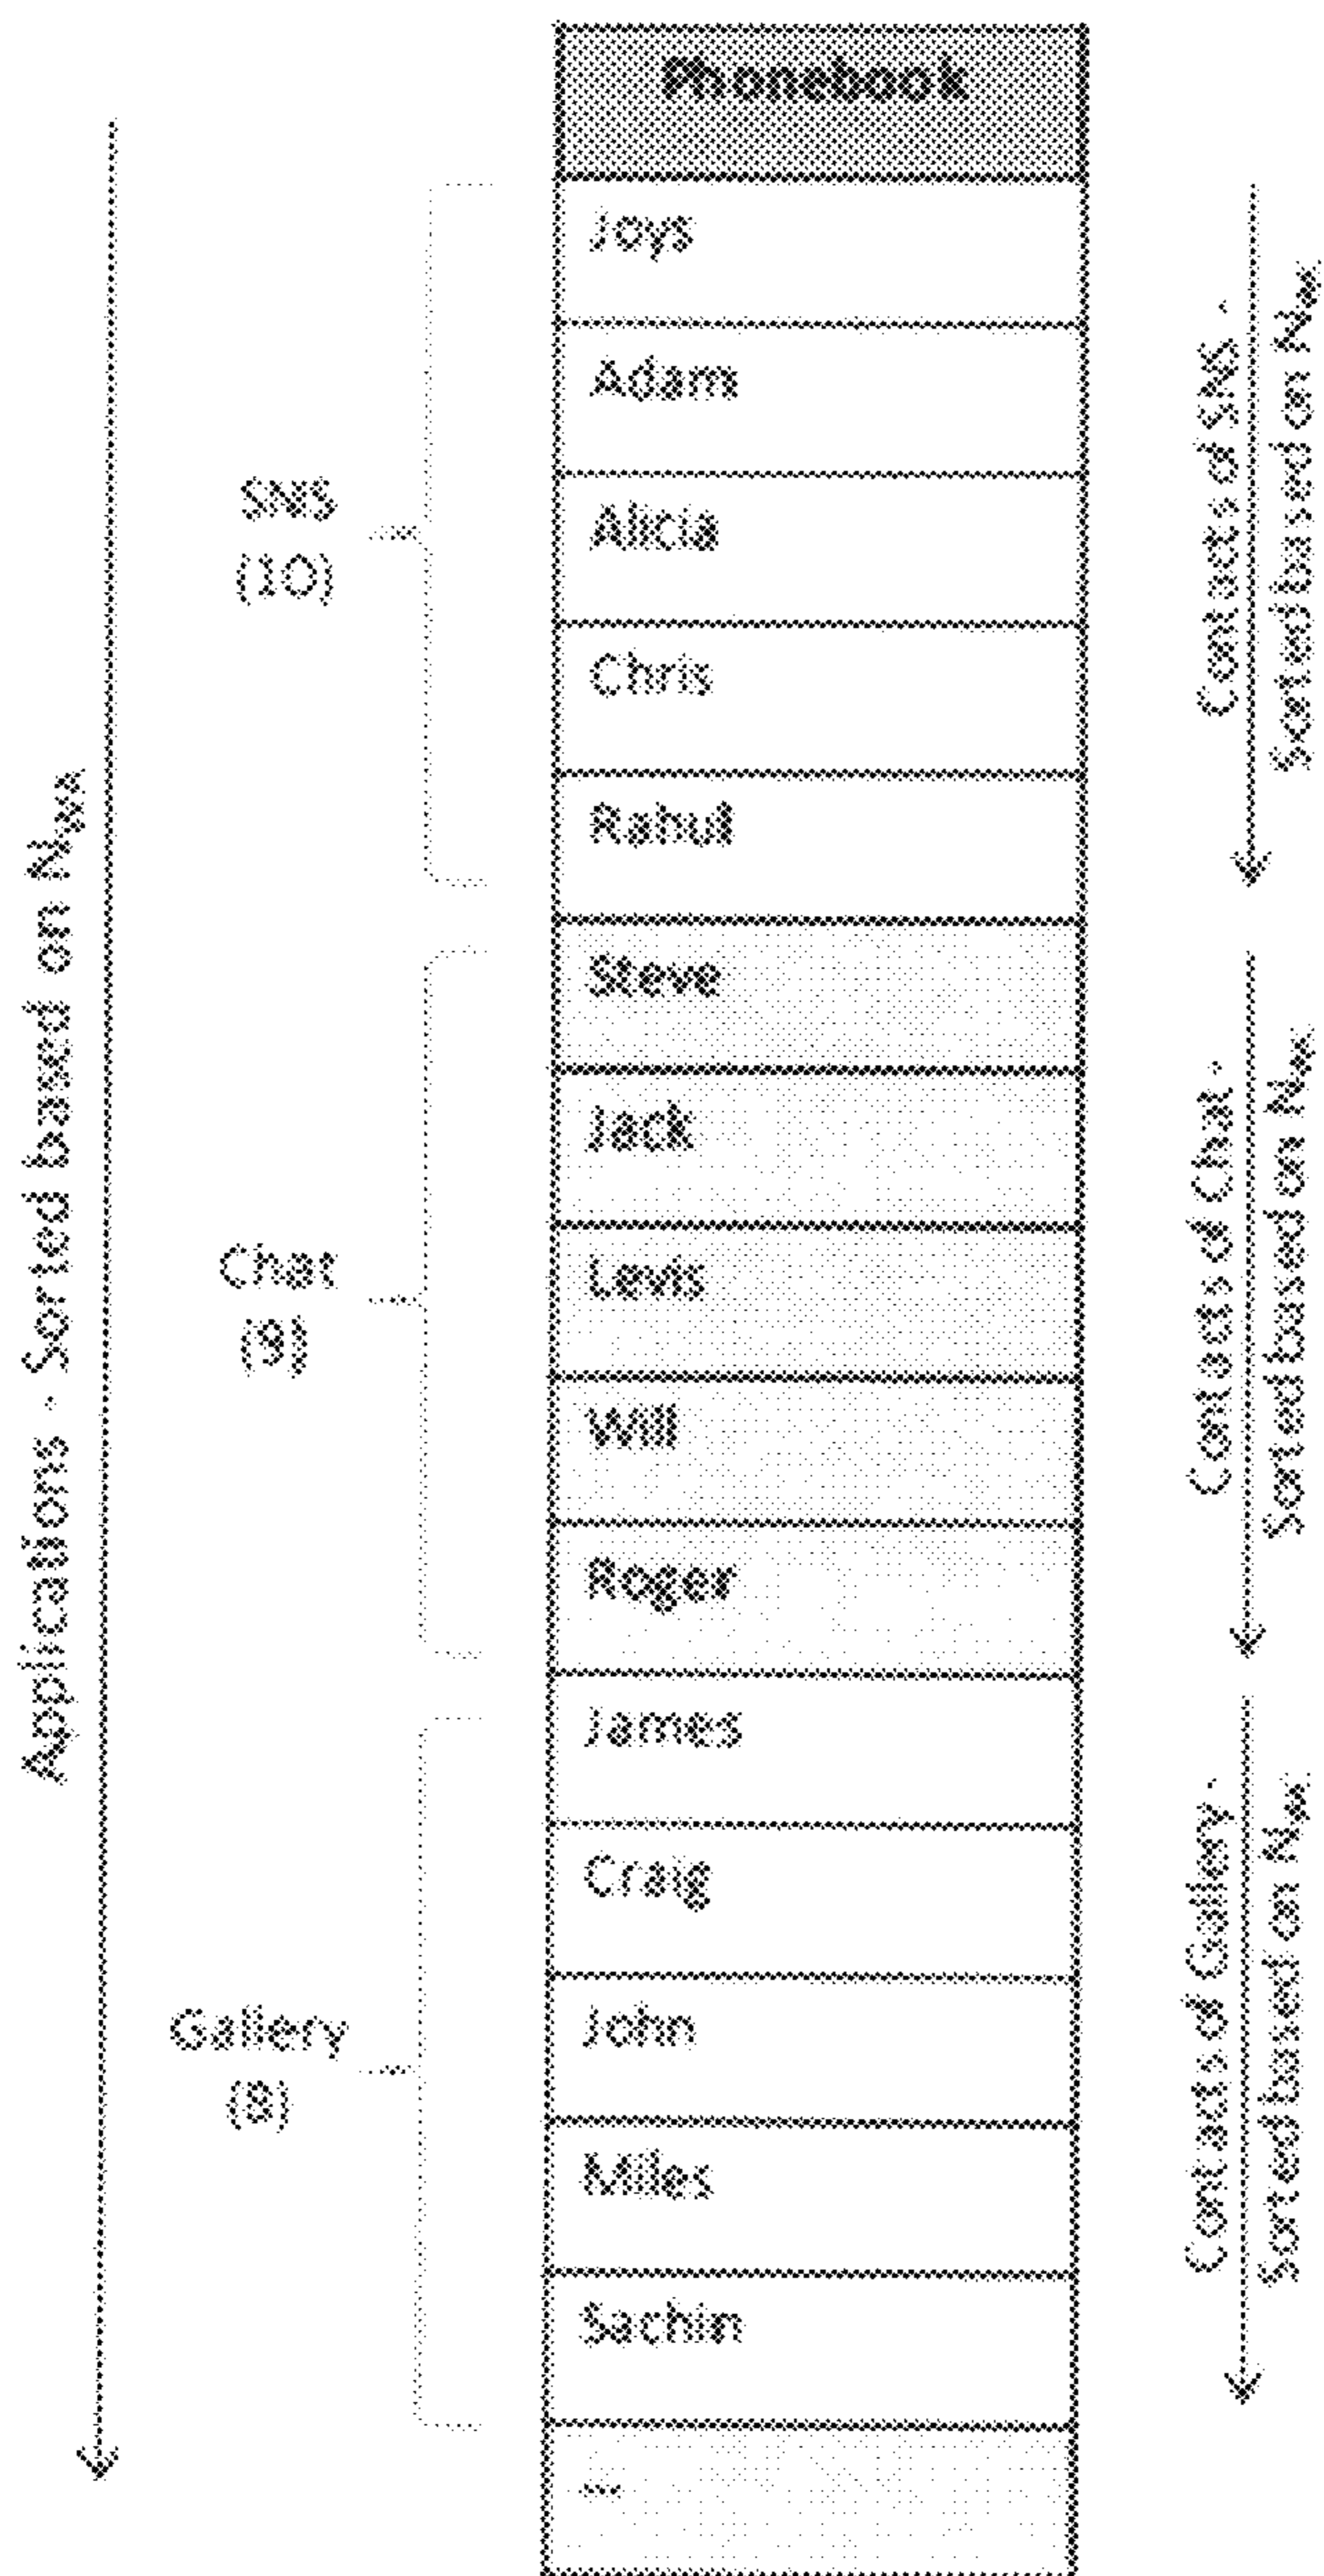 Phonebook
Joys
Adam
Alicia
Chris
Rahul
Steve
Jack
Levis
Will
Roger
James
Craig
John
Miles
Sachin
...
SNS
(10)
Chat
(9)
Gallery
(8)
Applications - Sorted based on
Contacts of SNS -
Sorted based on
Contacts of Chat -
Sorted based on
Contacts of Gallery -
Sorted based on